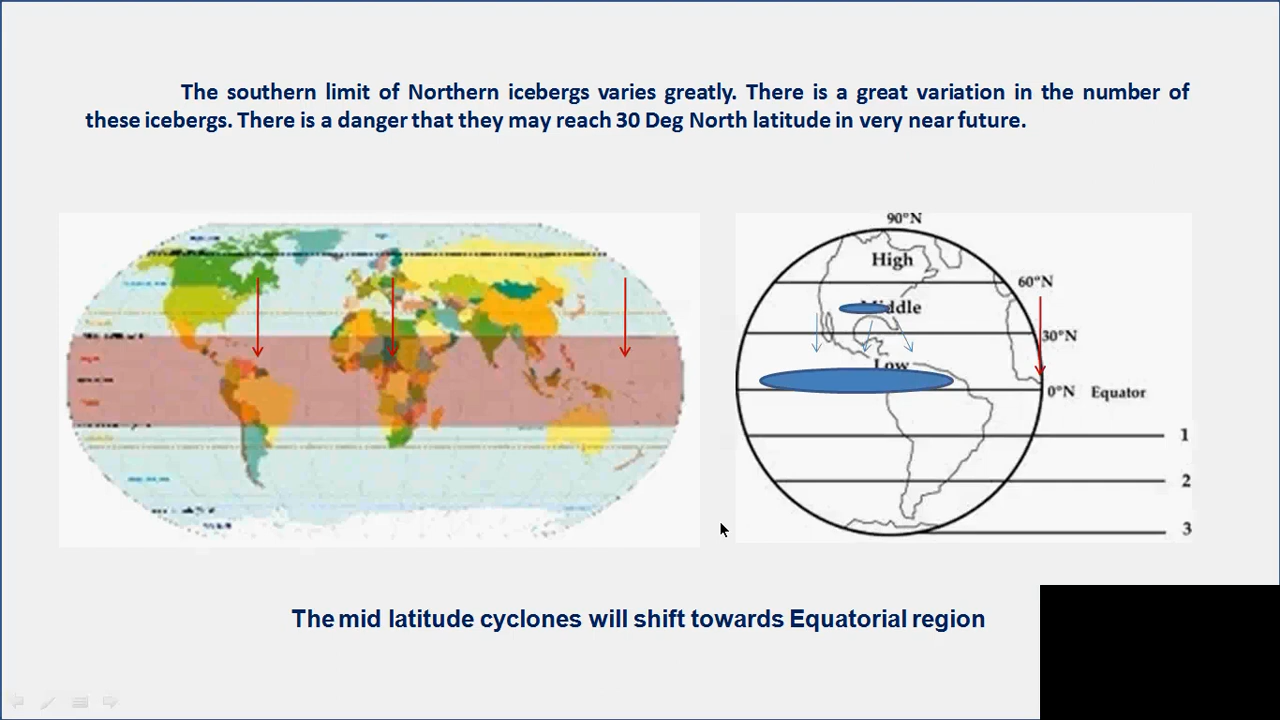 The southern limit of Northern icebergs varies greatly. There is a great variation in the number of
these icebergs. There is a danger that they may reach 30 Deg North latitude in very near future.
90°N
High
60°N
Middle
30°N
Low
0°N Equator
1
2
3
The mid latitude cyclones will shift towards Equatorial region